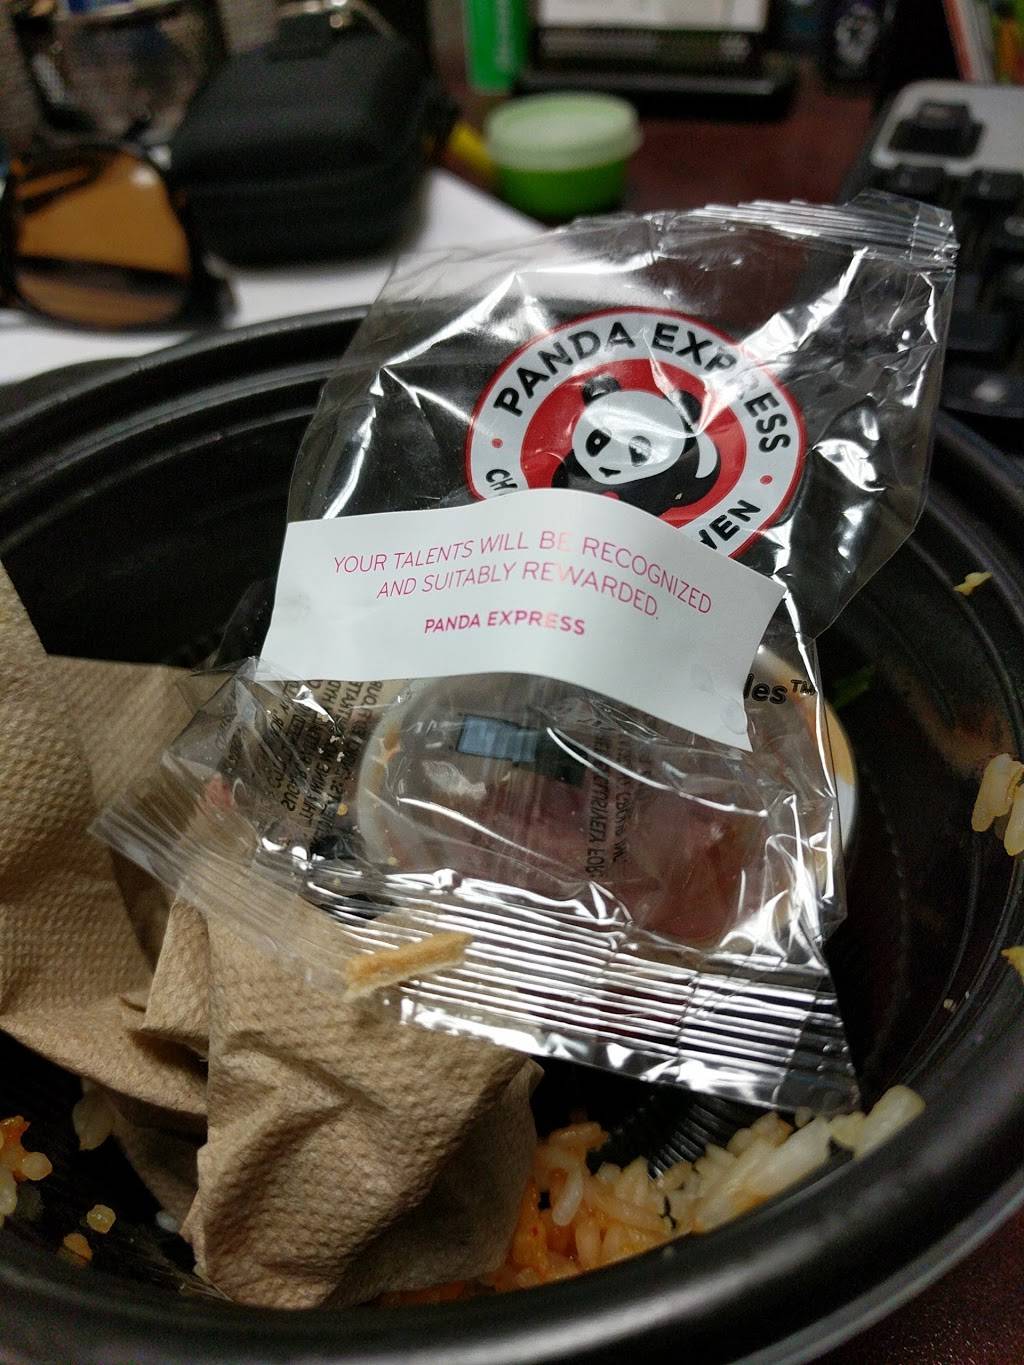 PANDA EXPRESS
YOUR TALENTS WILL BE RECOGNIZED
AND SUITABLY REWARDED.
PANDA EXPRESS